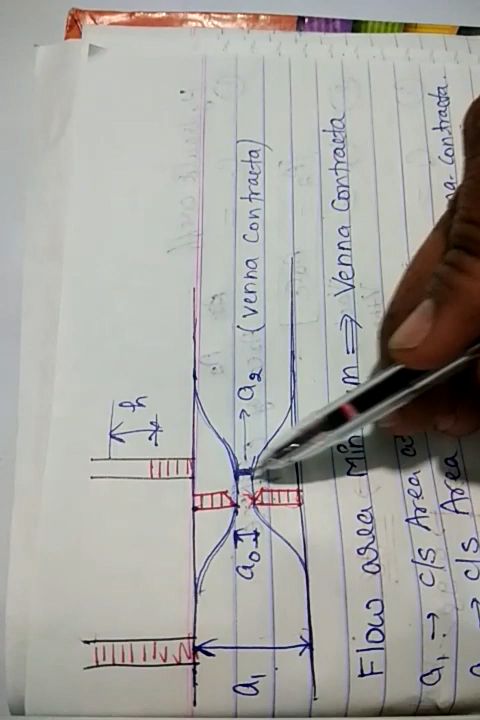 h
a₁
a₀
→ a₂ (venna contracta)
Flow area Min m ⇒ Venna Contracta
a₁ → c/s Area
→ c/s Area
contracta.